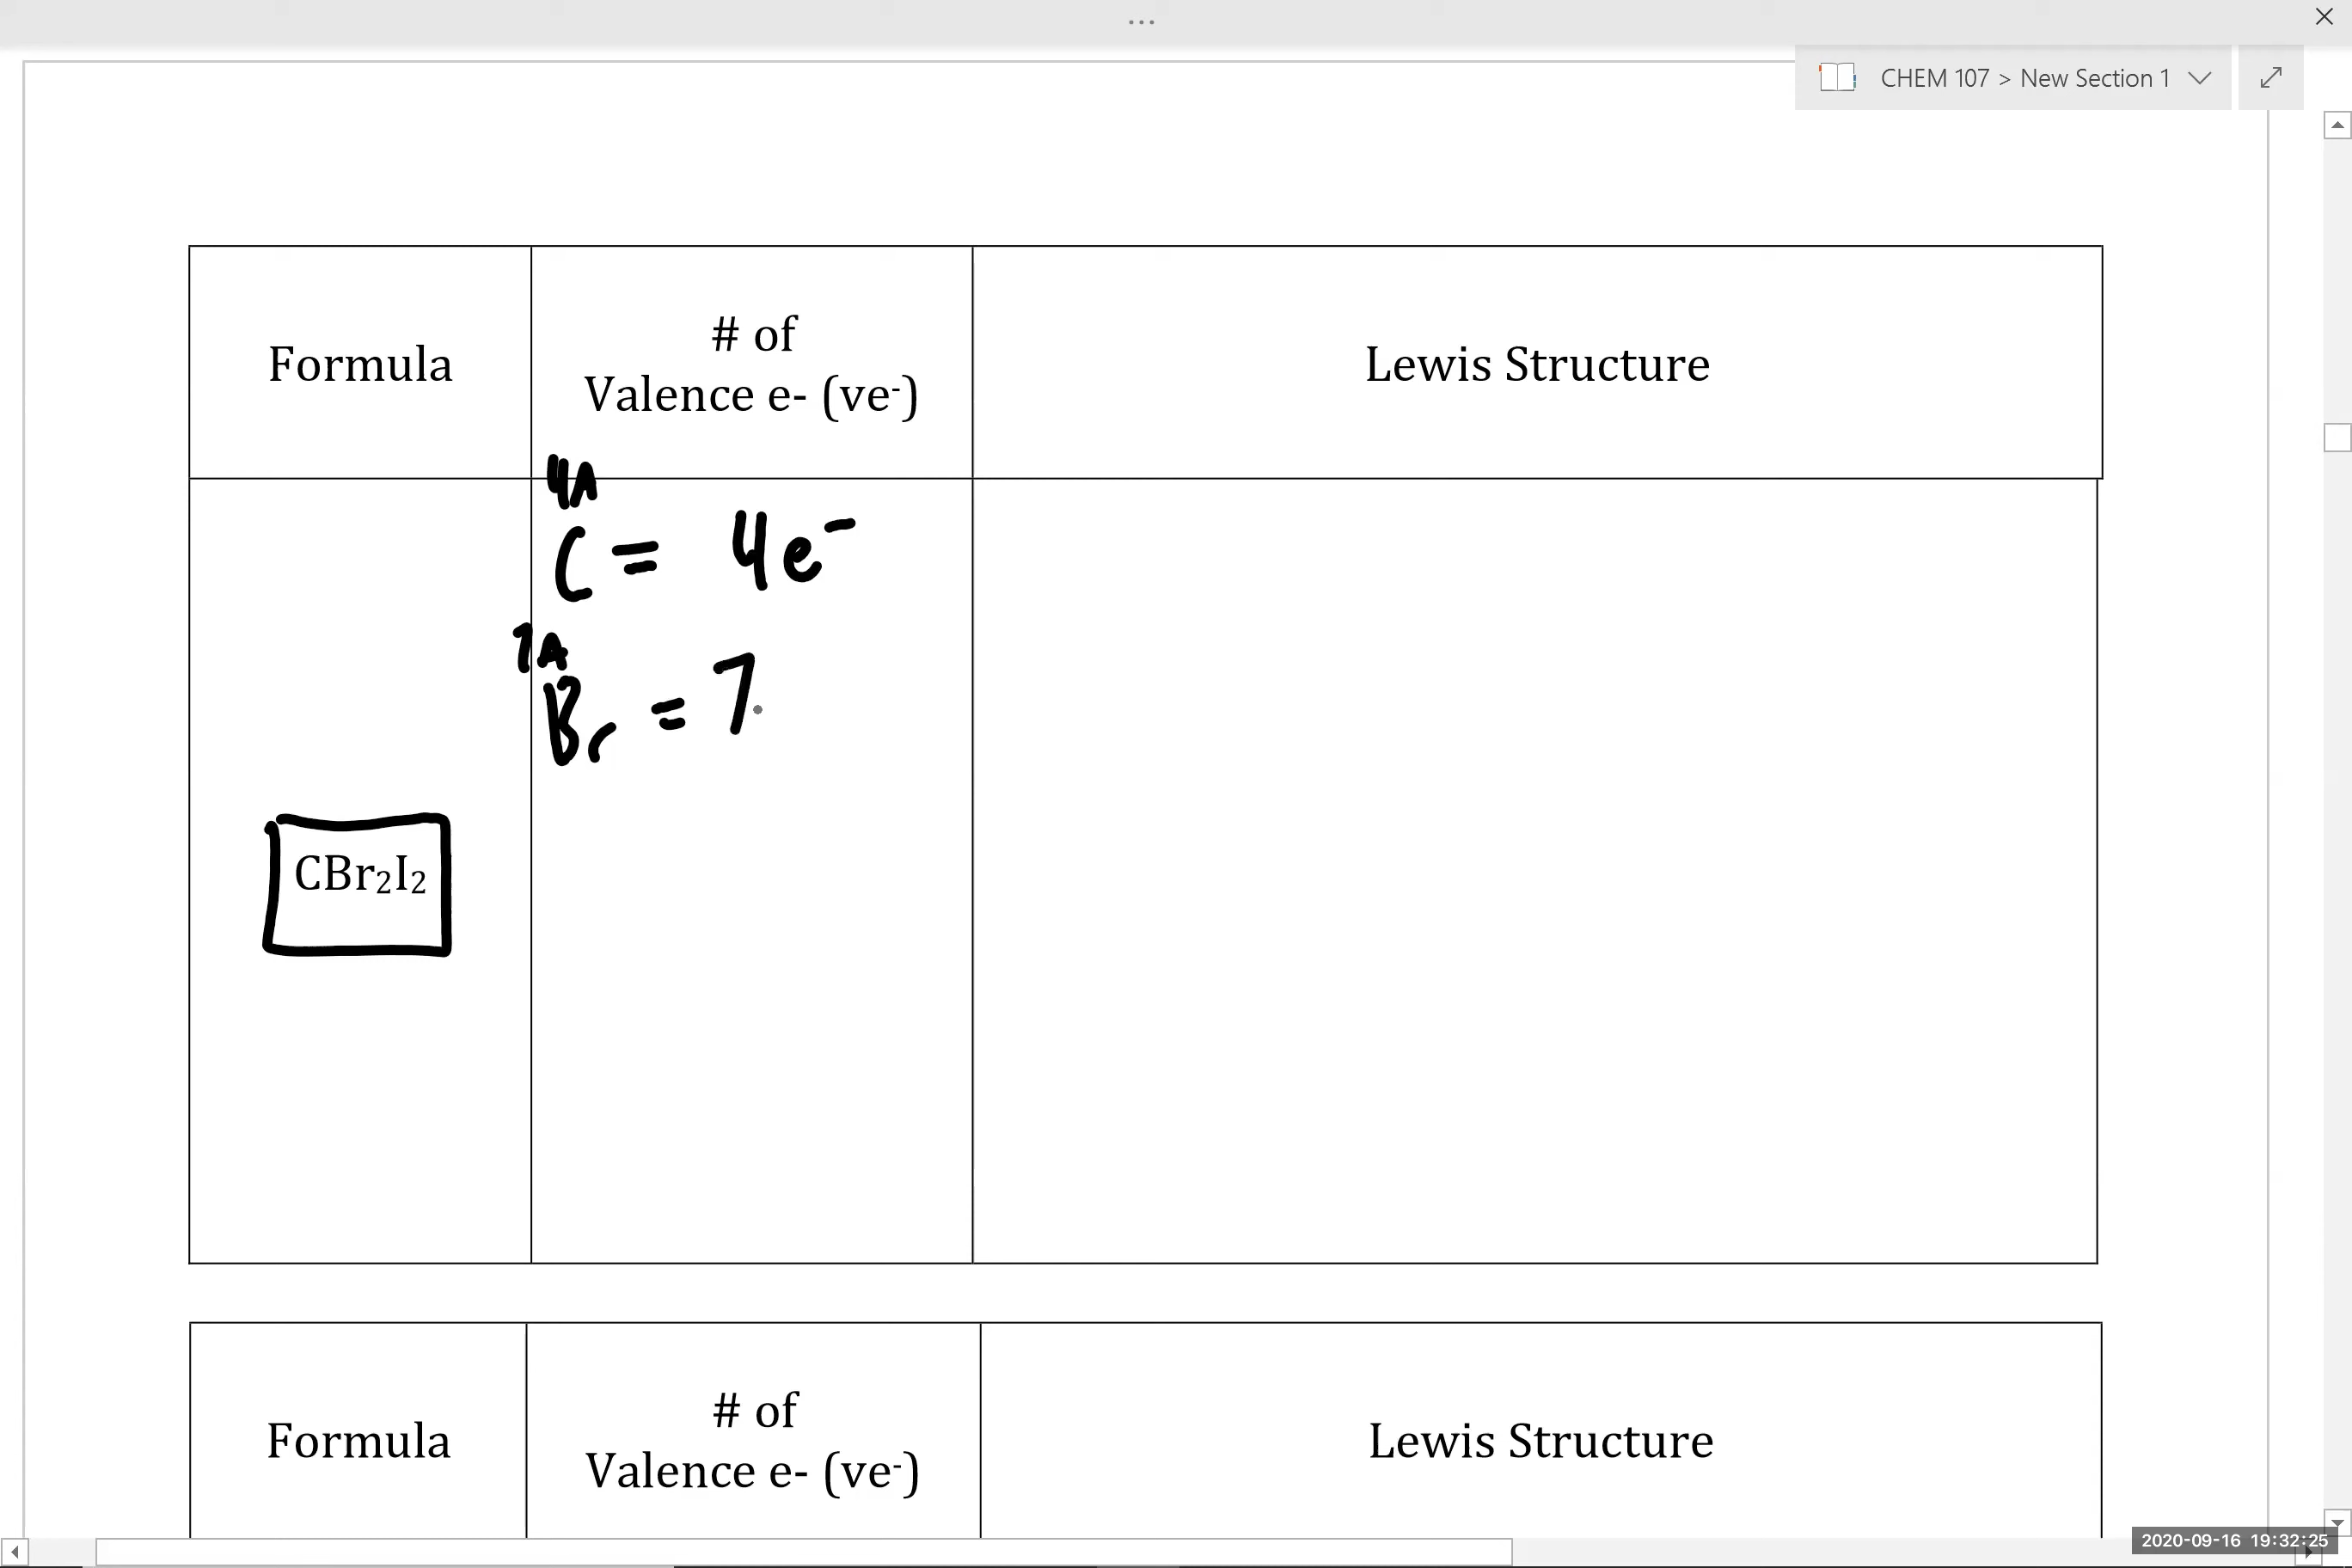 ...
CHEM 107 > New Section 1
Formula
# of
Valence e- (ve⁻)
Lewis Structure
4A
C = 4e⁻
7A
Br = 7
CBr₂I₂
Formula
# of
Valence e- (ve⁻)
Lewis Structure
2020-09-16 19:32:25